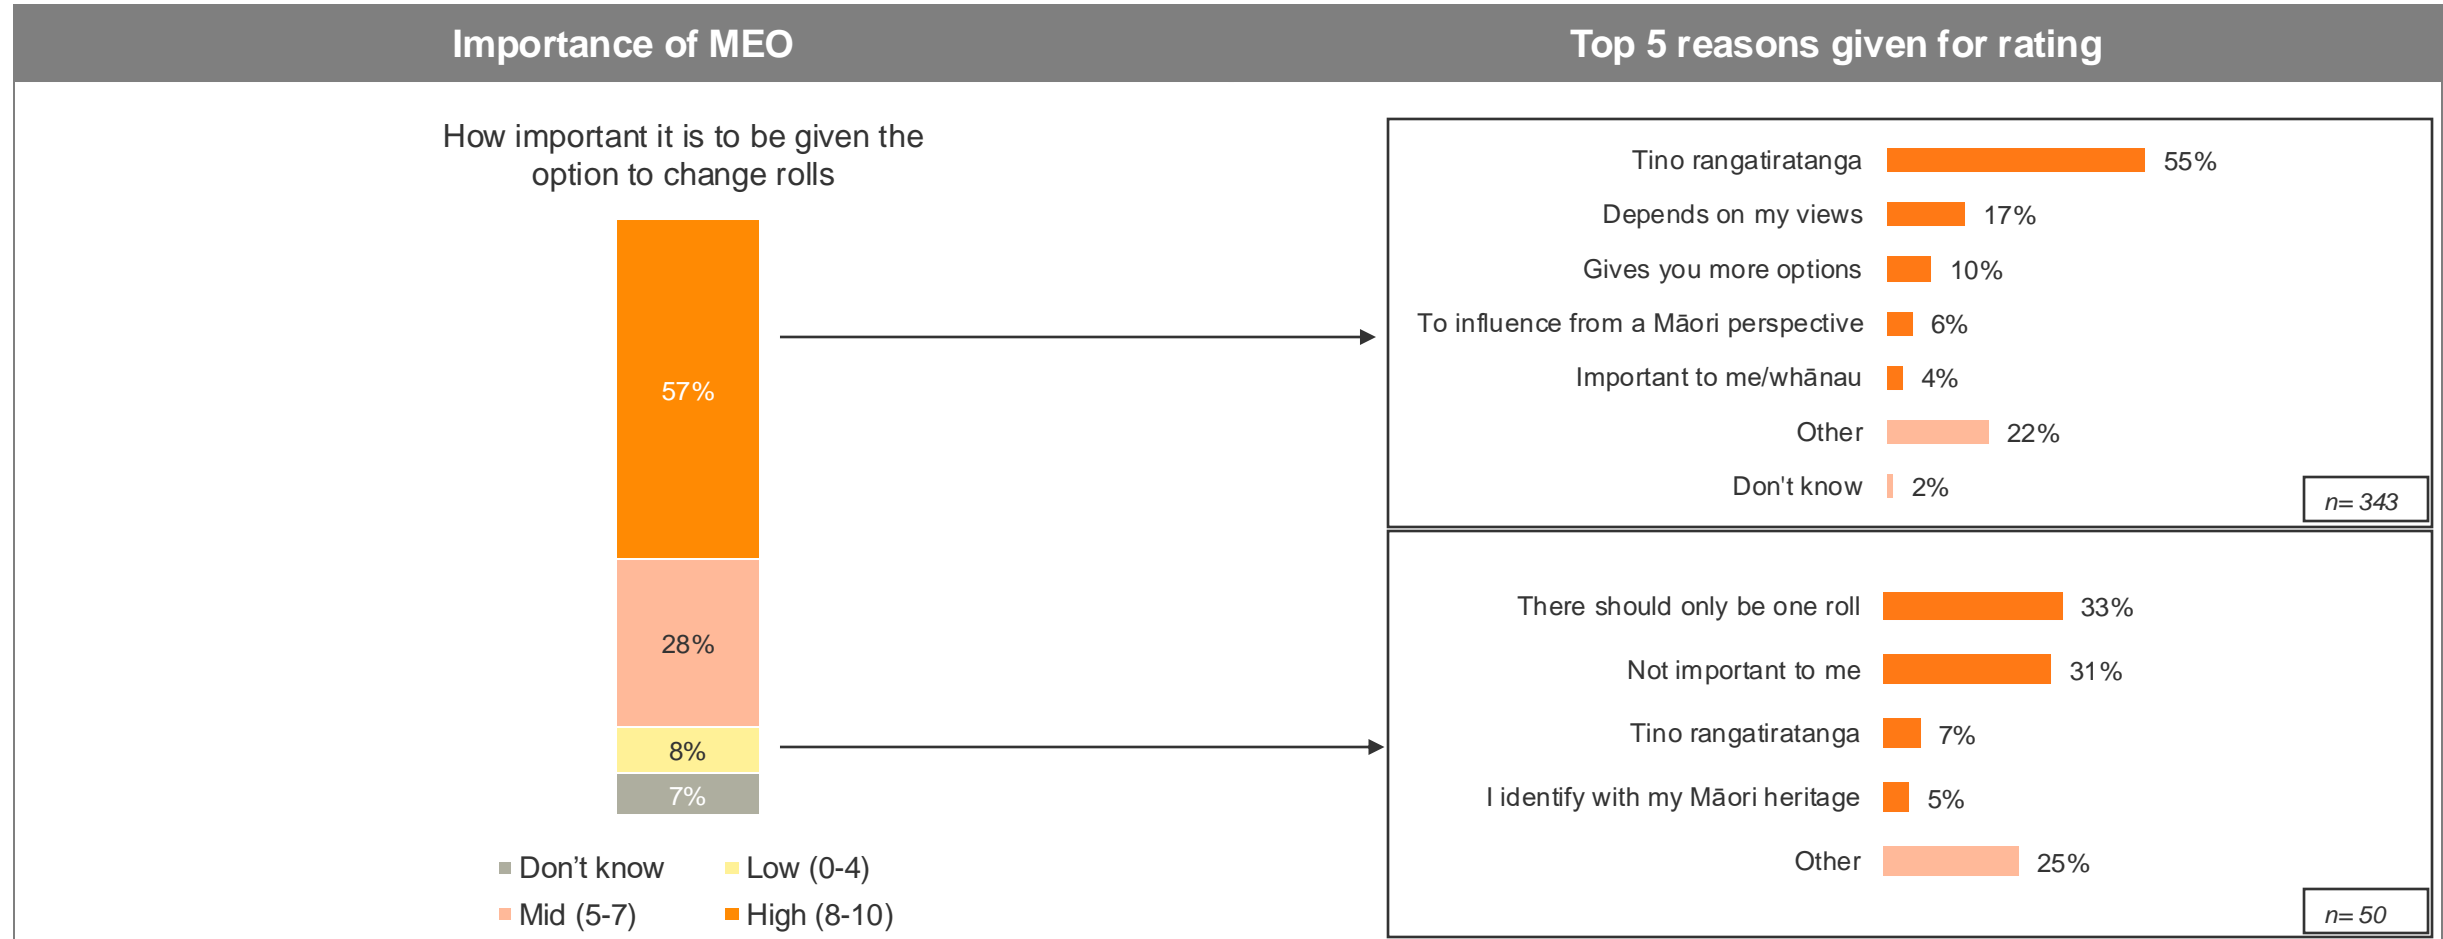 Importance of MEO
Top 5 reasons given for rating
How important it is to be given the
option to change rolls
57%
28%
8%
7%
Don’t know
Low (0-4)
Mid (5-7)
High (8-10)
Tino rangatiratanga 55%
Depends on my views 17%
Gives you more options 10%
To influence from a Māori perspective 6%
Important to me/whānau 4%
Other 22%
Don't know 2%
n= 343
There should only be one roll 33%
Not important to me 31%
Tino rangatiratanga 7%
I identify with my Māori heritage 5%
Other 25%
n= 50